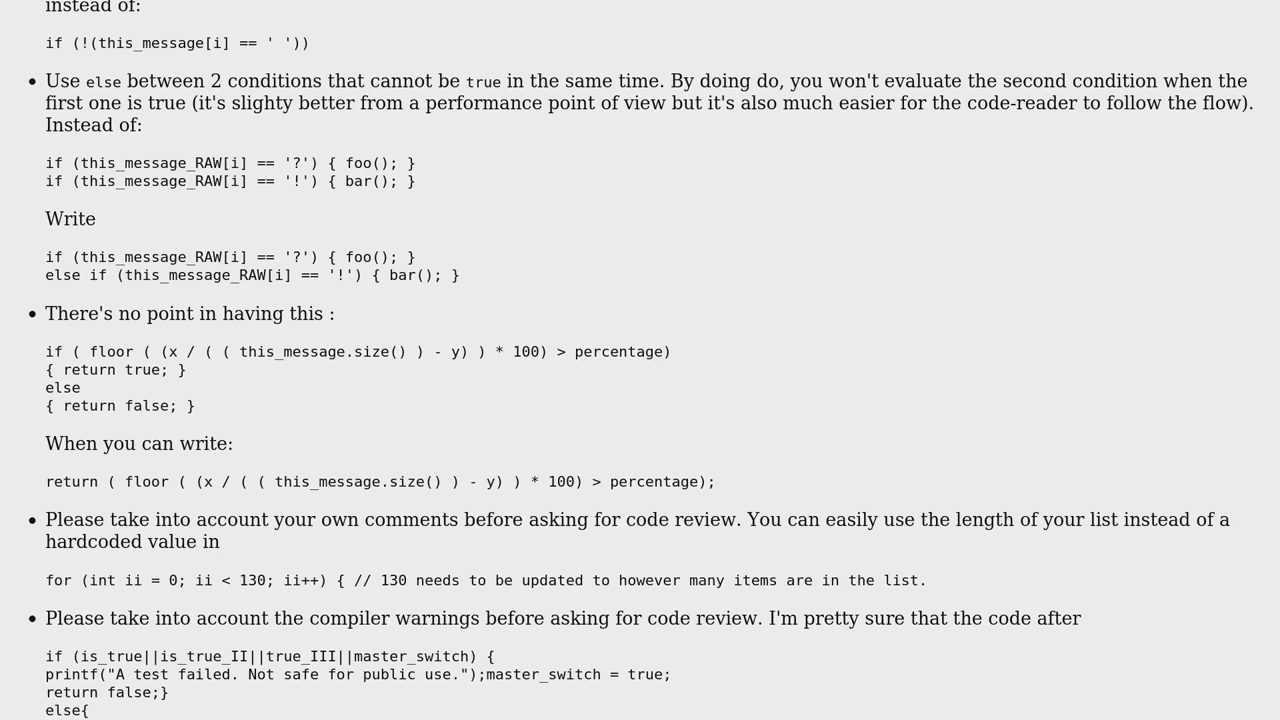 instead of:
if (!(this_message[i] == ' '))
• Use else between 2 conditions that cannot be true in the same time. By doing do, you won't evaluate the second condition when the
first one is true (it's slighty better from a performance point of view but it's also much easier for the code-reader to follow the flow).
Instead of:
if (this_message_RAW[i] == '?') { foo(); }
if (this_message_RAW[i] == '!') { bar(); }
Write
if (this_message_RAW[i] == '?') { foo(); }
else if (this_message_RAW[i] == '!') { bar(); }
• There's no point in having this :
if ( floor ( (x / ( ( this_message.size() ) - y) ) * 100) > percentage)
{ return true; }
else
{ return false; }
When you can write:
return ( floor ( (x / ( ( this_message.size() ) - y) ) * 100) > percentage);
• Please take into account your own comments before asking for code review. You can easily use the length of your list instead of a
hardcoded value in
for (int ii = 0; ii < 130; ii++) { // 130 needs to be updated to however many items are in the list.
• Please take into account the compiler warnings before asking for code review. I'm pretty sure that the code after
if (is_true||is_true_II||true_III||master_switch) {
printf("A test failed. Not safe for public use.");master_switch = true;
return false;}
else{